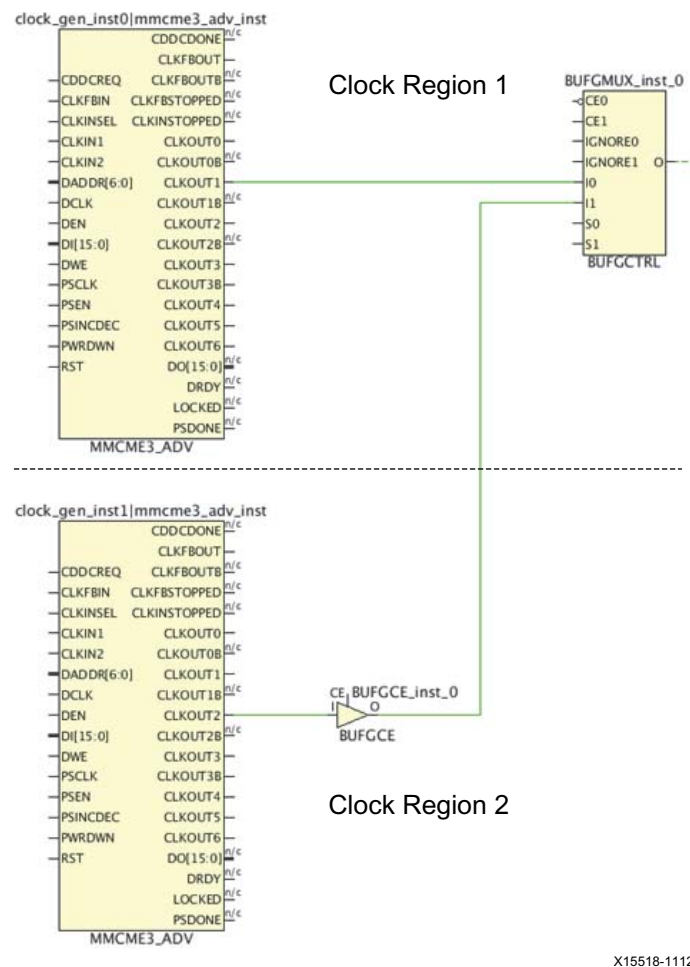 clock_gen_inst0|mmcme3_adv_inst
CDDCDONE n/c
CLKFBOUT
CDDCREQ CLKFBOUTB n/c
CLKFBIN CLKFBSTOPPED n/c
CLKINSEL CLKINSTOPPED n/c
CLKIN1 CLKOUT0
CLKIN2 CLKOUT0B n/c
DADDR[6:0] CLKOUT1
DCLK CLKOUT1B n/c
DEN CLKOUT2
DI[15:0] CLKOUT2B n/c
DWE CLKOUT3
PSCLK CLKOUT3B n/c
PSEN CLKOUT4
PSINCDEC CLKOUT5
PWRDWN CLKOUT6
RST DO[15:0] n/c
DRDY n/c
LOCKED n/c
PSDONE n/c
MMCME3_ADV
Clock Region 1
BUFGMUX_inst_0
CE0
CE1
IGNORE0
IGNORE1 O
I0
I1
S0
S1
BUFGCTRL
clock_gen_inst1|mmcme3_adv_inst
CDDCDONE n/c
CLKFBOUT
CDDCREQ CLKFBOUTB n/c
CLKFBIN CLKFBSTOPPED n/c
CLKINSEL CLKINSTOPPED n/c
CLKIN1 CLKOUT0
CLKIN2 CLKOUT0B n/c
DADDR[6:0] CLKOUT1
DCLK CLKOUT1B n/c
DEN CLKOUT2
DI[15:0] CLKOUT2B n/c
DWE CLKOUT3
PSCLK CLKOUT3B n/c
PSEN CLKOUT4
PSINCDEC CLKOUT5
PWRDWN CLKOUT6
RST DO[15:0] n/c
DRDY n/c
LOCKED n/c
PSDONE n/c
MMCME3_ADV
CE BUFGCE_inst_0
I O
BUFGCE
Clock Region 2
X15518-1112